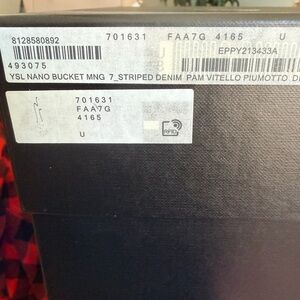 8128580892 701631 FAA7G 4165 U
EPPY213433A
493075
YSL NANO BUCKET MNG 7_STRIPED DENIM PAM VITELLO PIUMOTTO
701631
FAA7G
4165
U
RFID